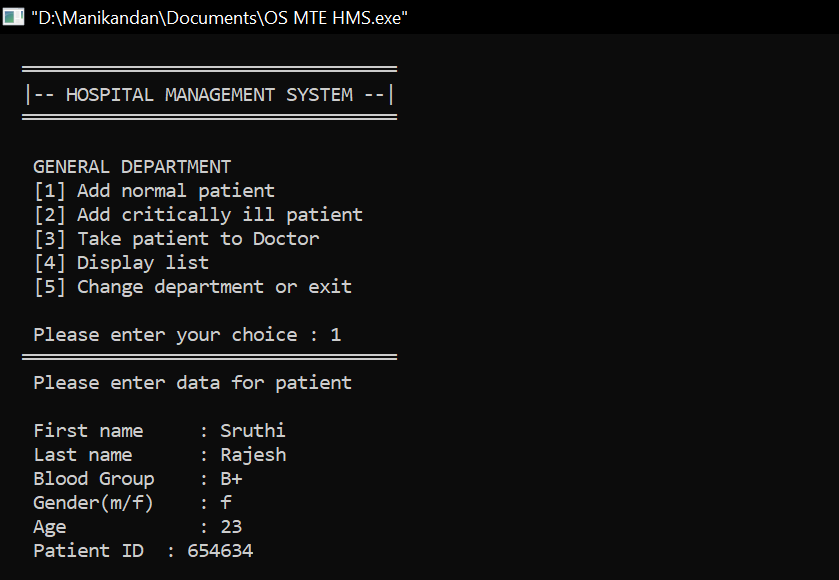 "D:\Manikandan\Documents\OS MTE HMS.exe"
|-- HOSPITAL MANAGEMENT SYSTEM --|
GENERAL DEPARTMENT
[1] Add normal patient
[2] Add critically ill patient
[3] Take patient to Doctor
[4] Display list
[5] Change department or exit
Please enter your choice : 1
Please enter data for patient
First name     : Sruthi
Last name      : Rajesh
Blood Group    : B+
Gender(m/f)    : f
Age            : 23
Patient ID  : 654634